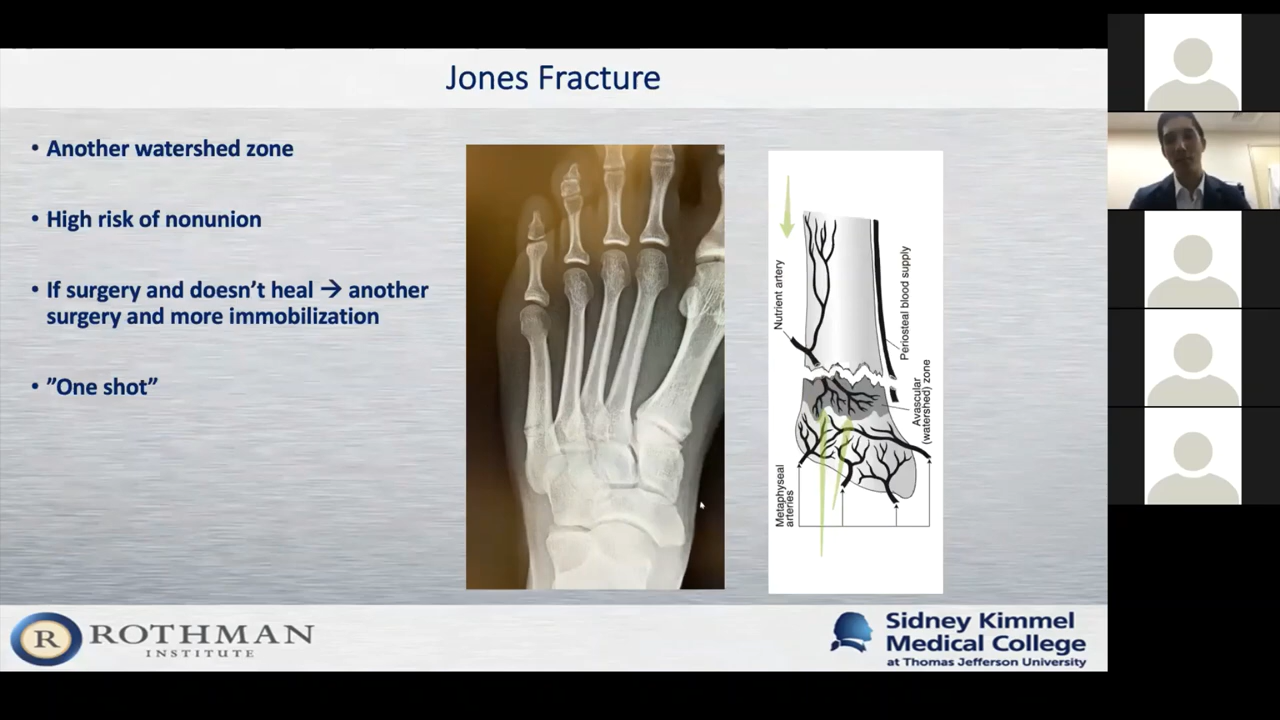 Jones Fracture
• Another watershed zone
• High risk of nonunion
• If surgery and doesn’t heal → another
surgery and more immobilization
• ”One shot”
Nutrient artery
Periosteal blood supply
Avascular
(watershed) zone
Metaphyseal
arteries
R ROTHMAN
INSTITUTE
Sidney Kimmel
Medical College
at Thomas Jefferson University